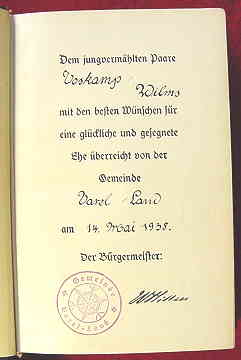 Dem jungvermählten Paare
Voskamp Wilms
mit den besten Wünschen für
eine glückliche und gesegnete
Ehe überreicht von der
Gemeinde
Varel Land
am 14. Mai 1938.
Der Bürgermeister:
Gemeinde
Varel-Land